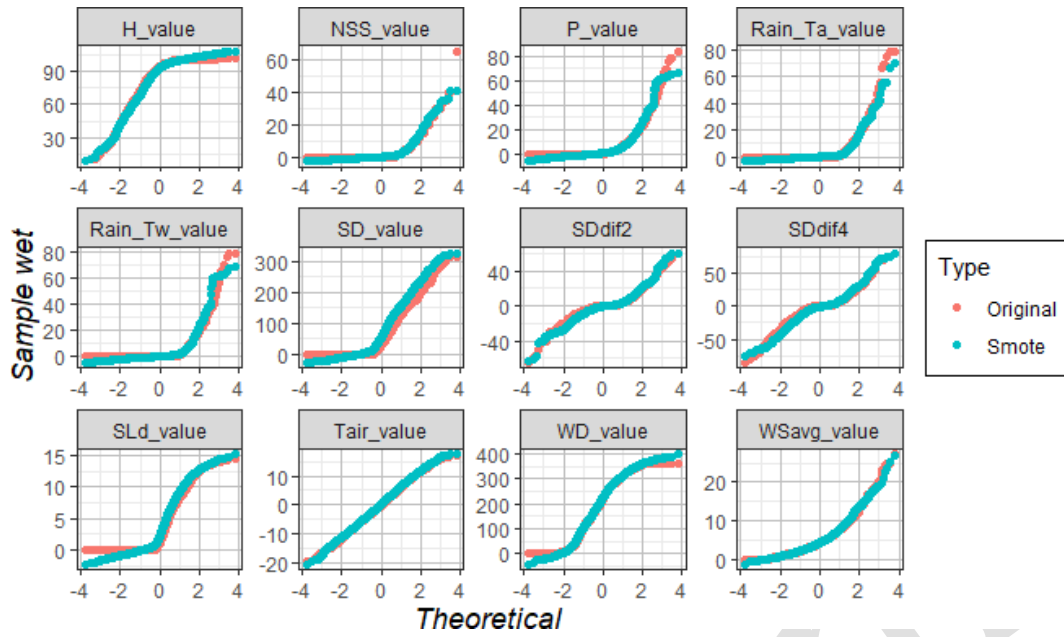 H_value NSS_value P_value Rain_Ta_value
90 60 80 80
60 40 60 60
30 20 40 40
0 20 20
0 0
-4 -2 0 2 4 -4 -2 0 2 4 -4 -2 0 2 4 -4 -2 0 2 4
Rain_Tw_value SD_value SDdif2 SDdif4
80 300 40 50
60 200 0 0
40 100 -40 -50
20 0
0
-4 -2 0 2 4 -4 -2 0 2 4 -4 -2 0 2 4 -4 -2 0 2 4
SLd_value Tair_value WD_value WSavg_value
15 10 400 20
10 0 300 10
5 -10 200 0
0 -20 100
0
-4 -2 0 2 4 -4 -2 0 2 4 -4 -2 0 2 4 -4 -2 0 2 4
Sample wet
Theoretical
Type
Original
Smote